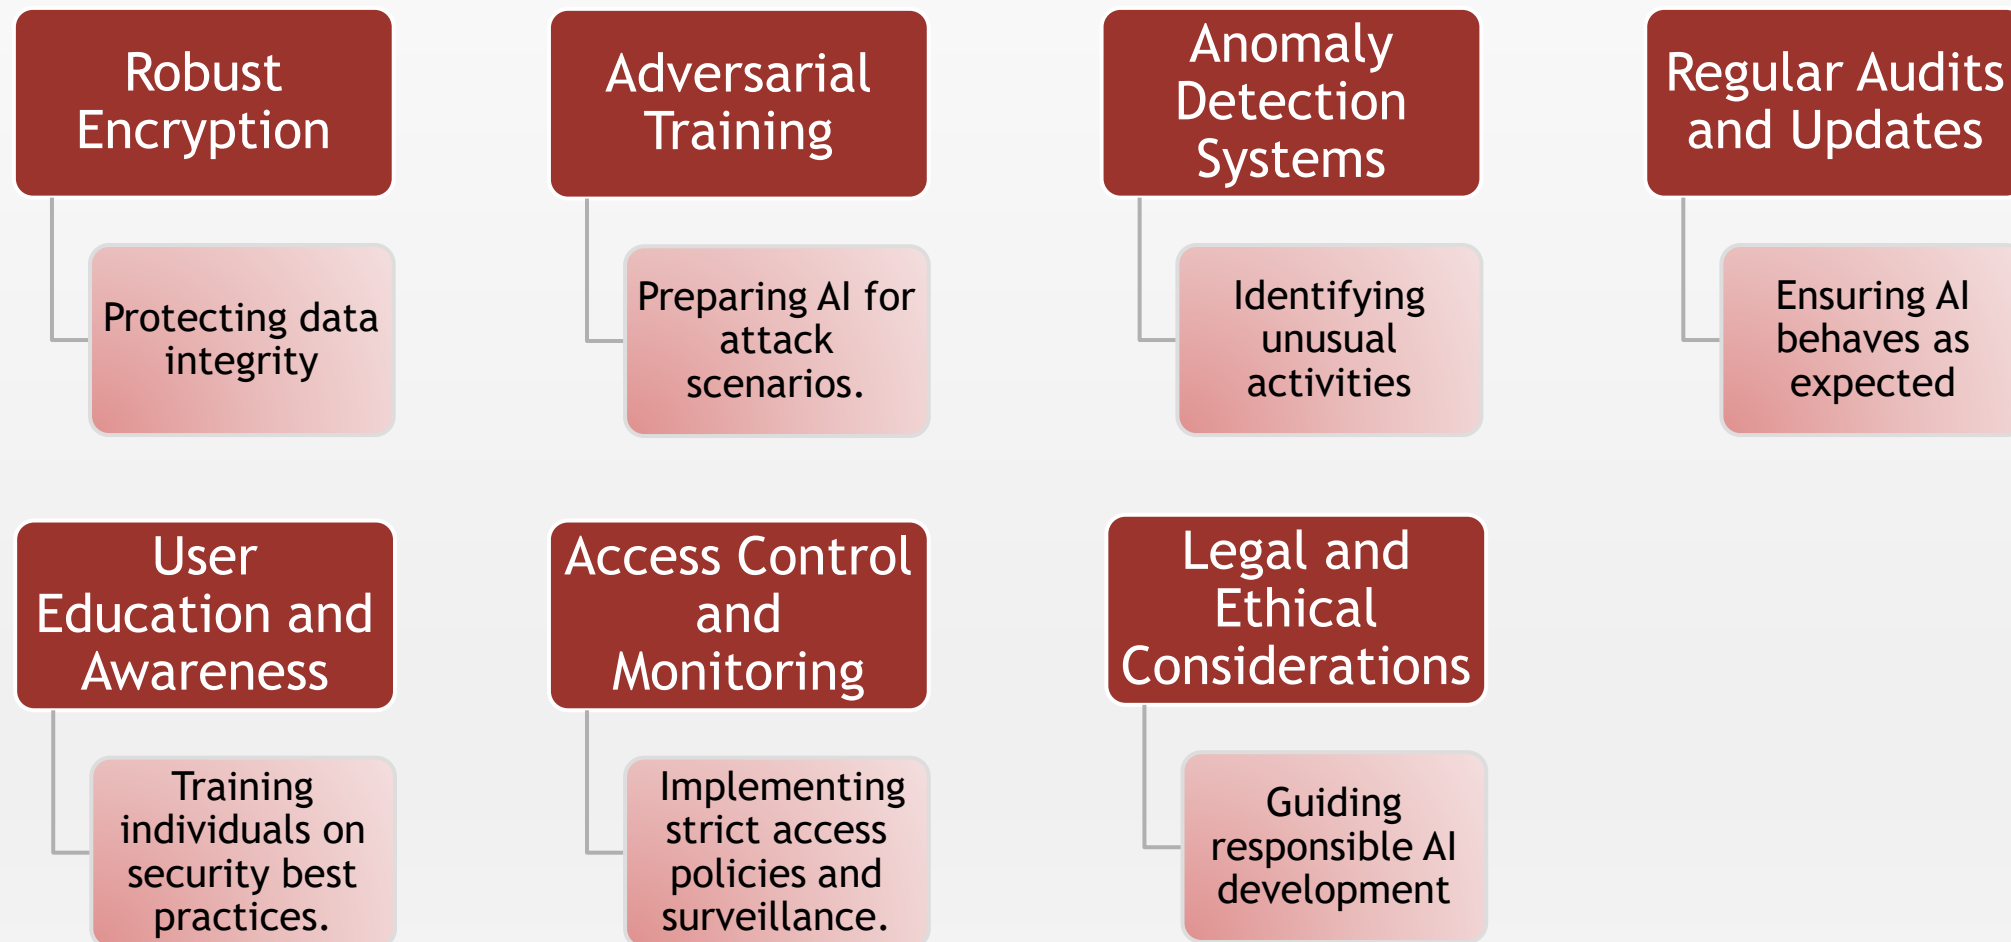 Robust
Encryption
Protecting data
integrity
Adversarial
Training
Preparing AI for
attack
scenarios.
Anomaly
Detection
Systems
Identifying
unusual
activities
Regular Audits
and Updates
Ensuring AI
behaves as
expected
User
Education and
Awareness
Training
individuals on
security best
practices.
Access Control
and
Monitoring
Implementing
strict access
policies and
surveillance.
Legal and
Ethical
Considerations
Guiding
responsible AI
development